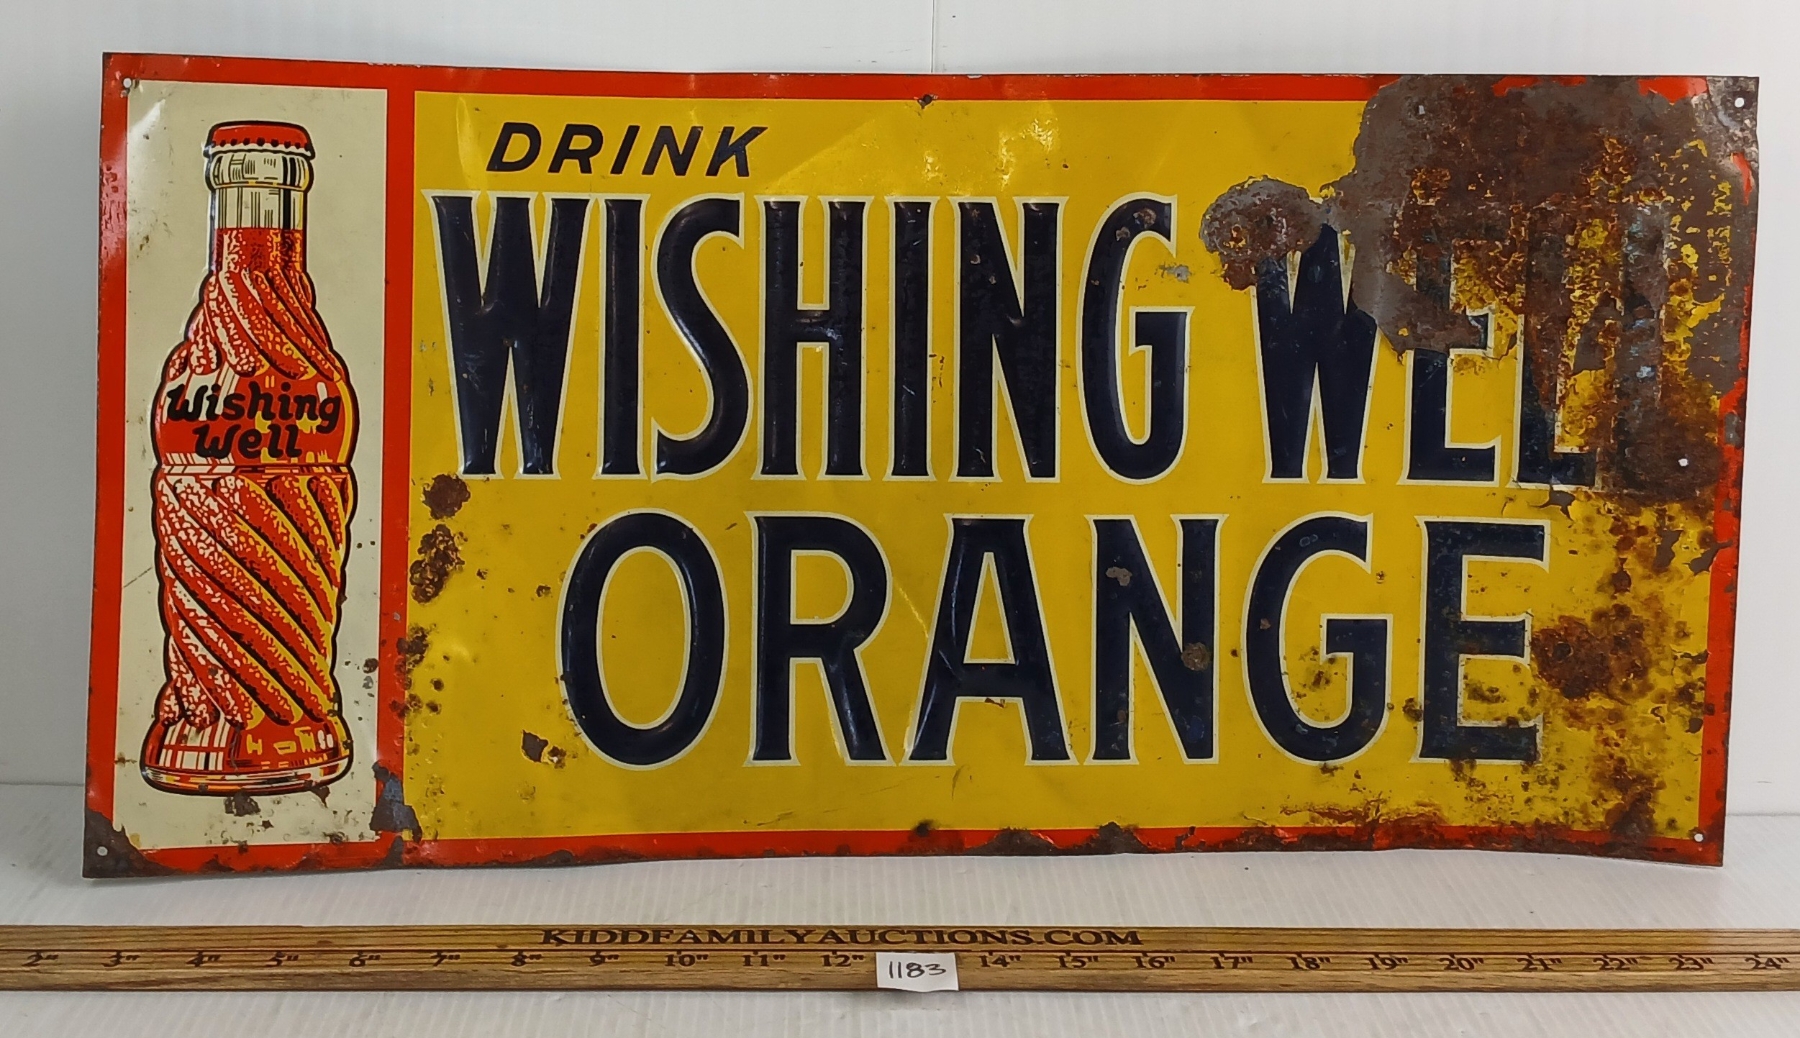 DRINK
WISHING WELL
ORANGE
Wishing
Well
KIDDFAMILYAUCTIONS.COM
2" 3" 4" 5" 6" 7" 8" 9" 10" 11" 12" 14" 15" 16" 17" 18" 19" 20" 21" 22" 23" 24"
1183